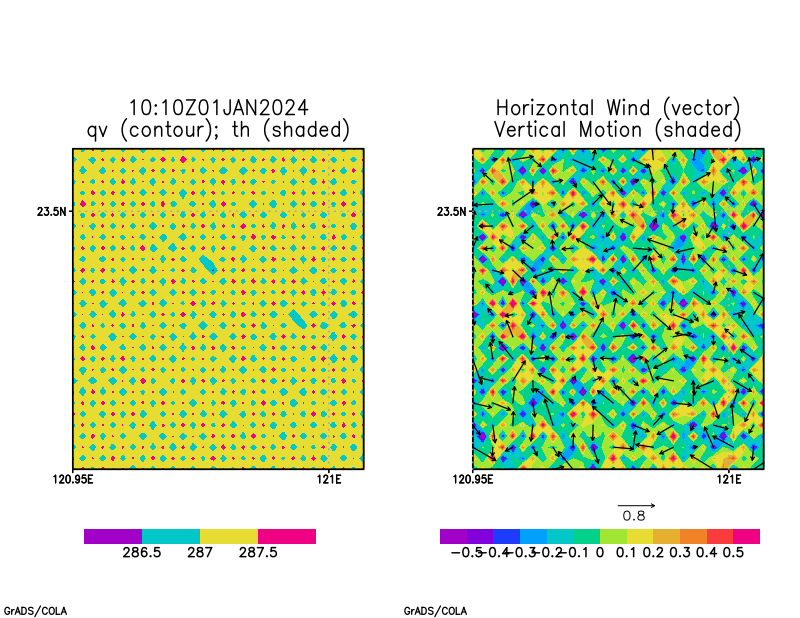 10:10Z01JAN2024
qv (contour); th (shaded)
23.5N
120.95E
121E
286.5
287
287.5
Horizontal Wind (vector)
Vertical Motion (shaded)
23.5N
120.95E
121E
0.8
-0.5 -0.4 -0.3 -0.2 -0.1 0 0.1 0.2 0.3 0.4 0.5
GrADS/COLA
GrADS/COLA